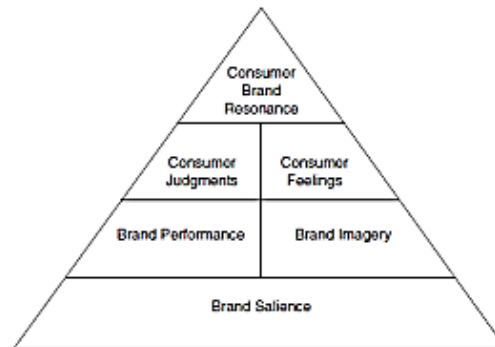 Consumer
Brand
Resonance
Consumer
Judgments
Consumer
Feelings
Brand Performance
Brand Imagery
Brand Salience